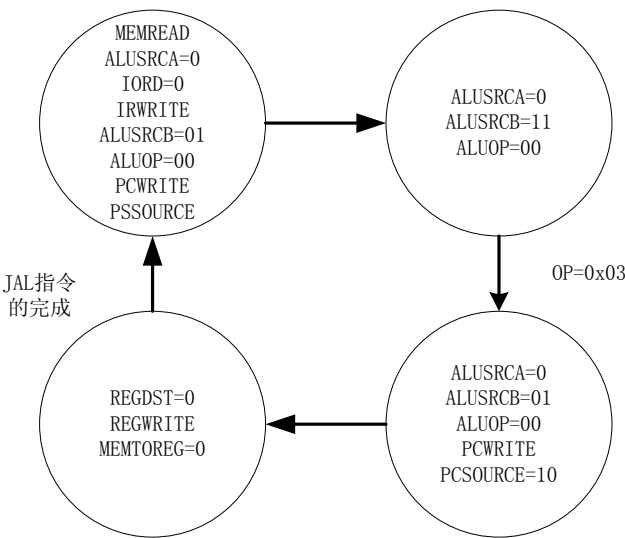 MEMREAD
ALUSRCA=0
IORD=0
IRWRITE
ALUSRCB=01
ALUOP=00
PCWRITE
PSSOURCE
ALUSRCA=0
ALUSRCB=11
ALUOP=00
OP=0x03
ALUSRCA=0
ALUSRCB=01
ALUOP=00
PCWRITE
PCSOURCE=10
REGDST=0
REGWRITE
MEMTOREG=0
JAL指令
的完成